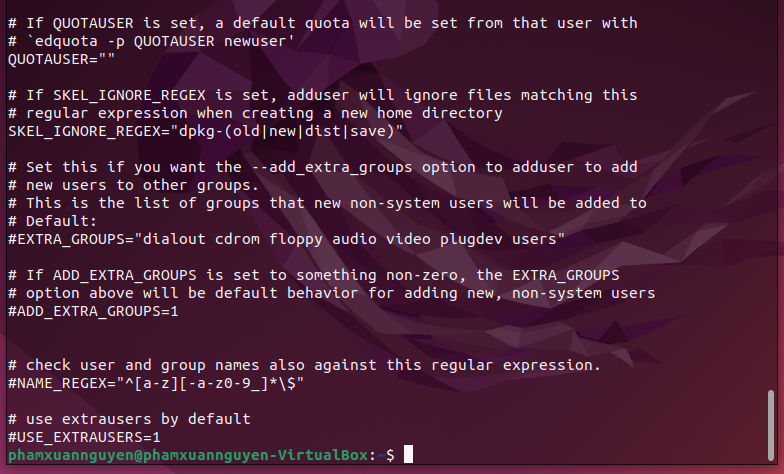 # If QUOTAUSER is set, a default quota will be set from that user with
# `edquota -p QUOTAUSER newuser'
QUOTAUSER=""
# If SKEL_IGNORE_REGEX is set, adduser will ignore files matching this
# regular expression when creating a new home directory
SKEL_IGNORE_REGEX="dpkg-(old|new|dist|save)"
# Set this if you want the --add_extra_groups option to adduser to add
# new users to other groups.
# This is the list of groups that new non-system users will be added to
# Default:
#EXTRA_GROUPS="dialout cdrom floppy audio video plugdev users"
# If ADD_EXTRA_GROUPS is set to something non-zero, the EXTRA_GROUPS
# option above will be default behavior for adding new, non-system users
#ADD_EXTRA_GROUPS=1
# check user and group names also against this regular expression.
#NAME_REGEX="^[a-z][-a-z0-9_]*\$"
# use extrausers by default
#USE_EXTRAUSERS=1
phamxuannguyen@phamxuannguyen-VirtualBox:~$